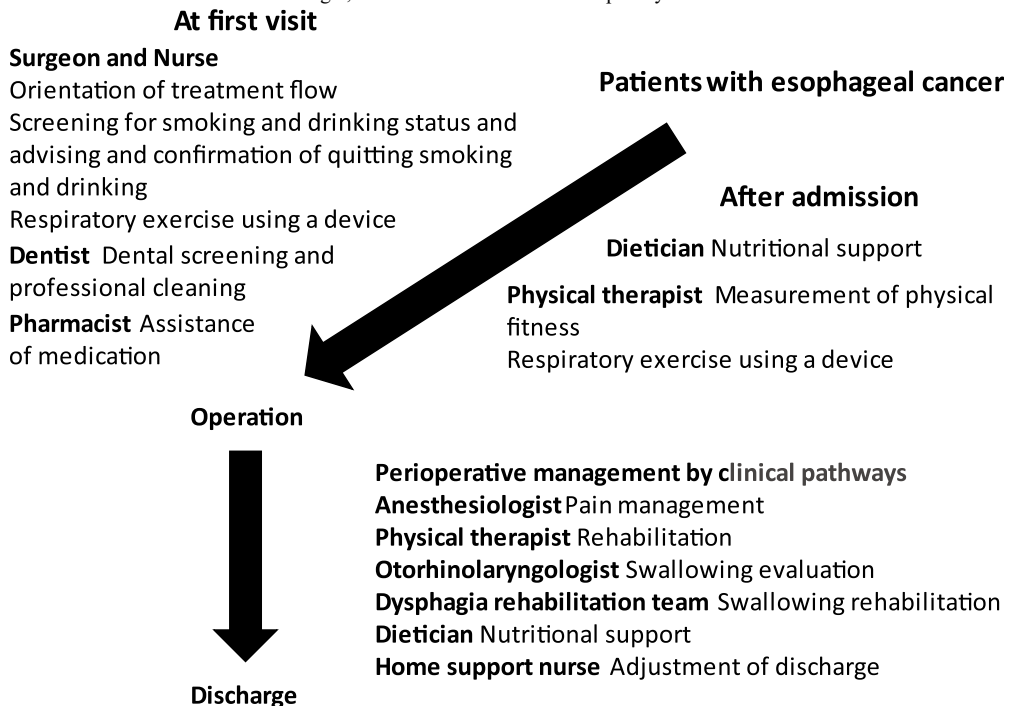 At first visit
Surgeon and Nurse
Orientation of treatment flow
Screening for smoking and drinking status and
advising and confirmation of quitting smoking
and drinking
Respiratory exercise using a device
Dentist Dental screening and
professional cleaning
Pharmacist Assistance
of medication
Patients with esophageal cancer
After admission
Dietician Nutritional support
Physical therapist Measurement of physical
fitness
Respiratory exercise using a device
Operation
Perioperative management by clinical pathways
Anesthesiologist Pain management
Physical therapist Rehabilitation
Otorhinolaryngologist Swallowing evaluation
Dysphagia rehabilitation team Swallowing rehabilitation
Dietician Nutritional support
Home support nurse Adjustment of discharge
Discharge